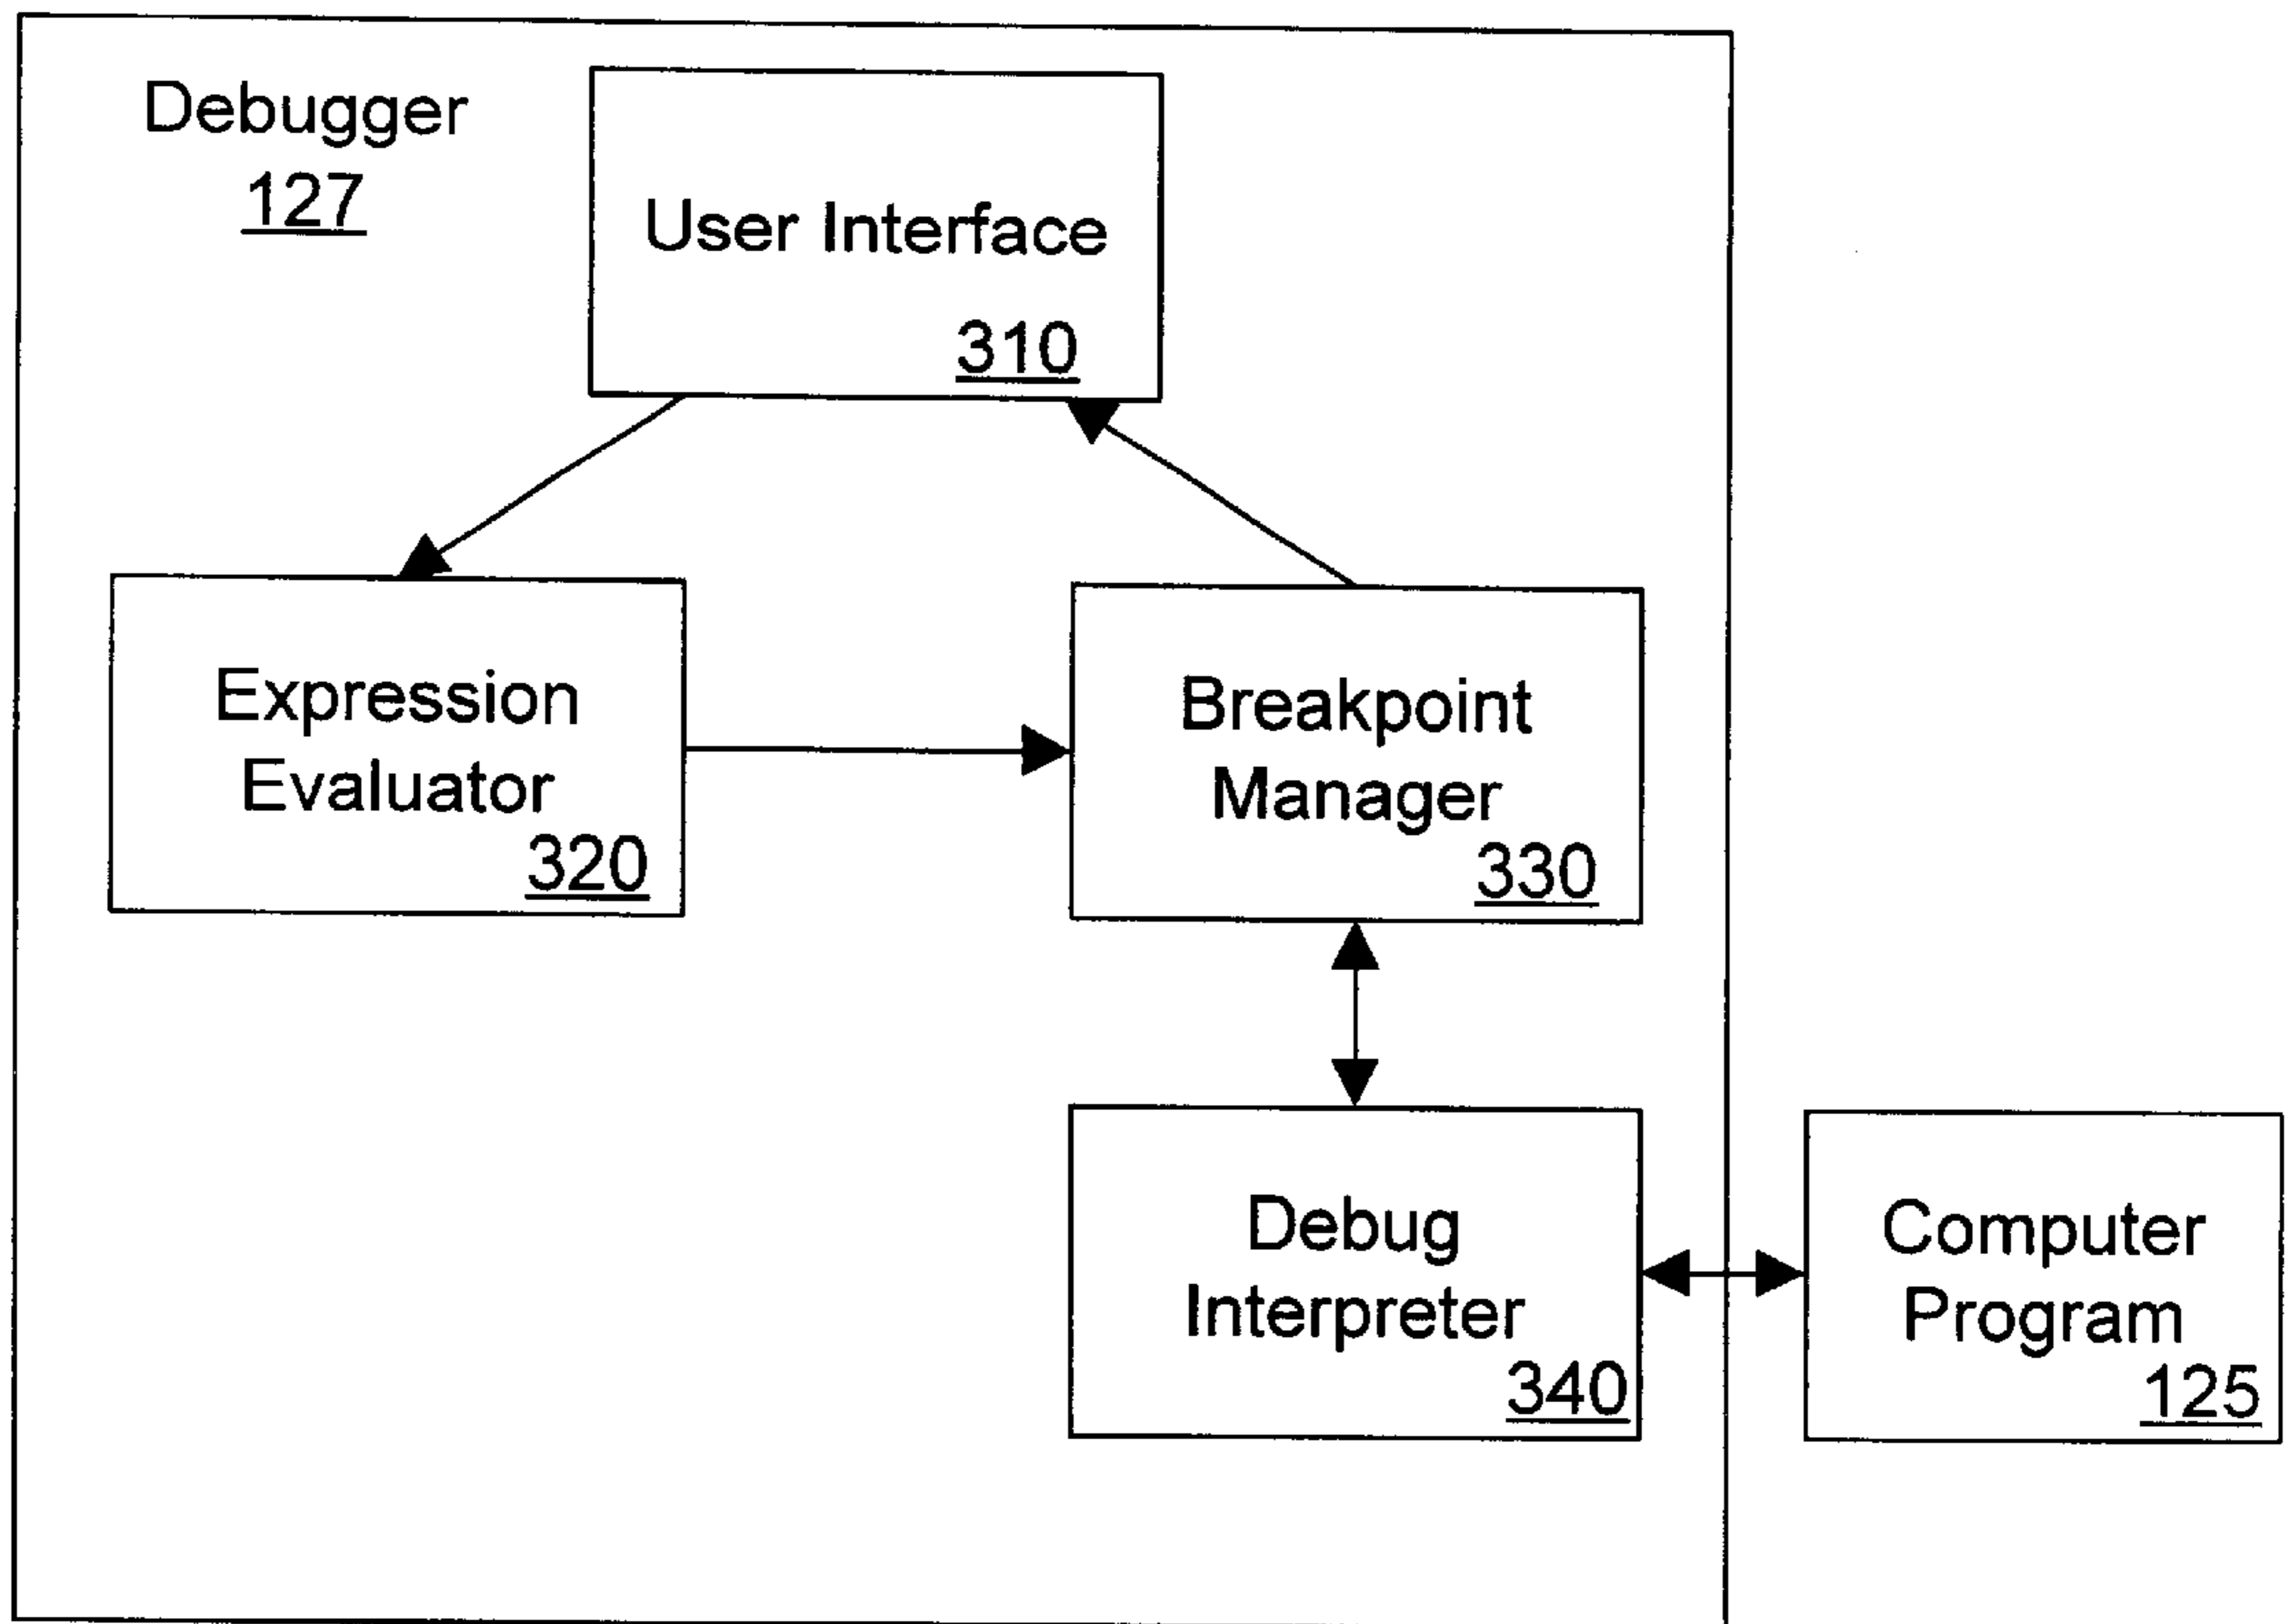 Debugger
127
User Interface
310
Expression
Evaluator
320
Breakpoint
Manager
330
Debug
Interpreter
340
Computer
Program
125